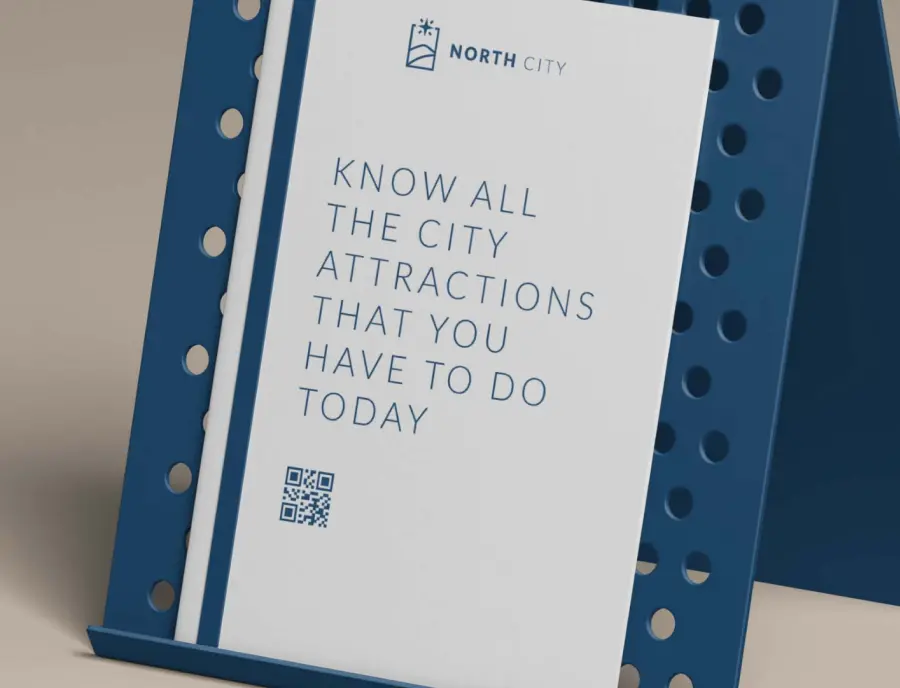 NORTH CITY
KNOW ALL
THE CITY
ATTRACTIONS
THAT YOU
HAVE TO DO
TODAY